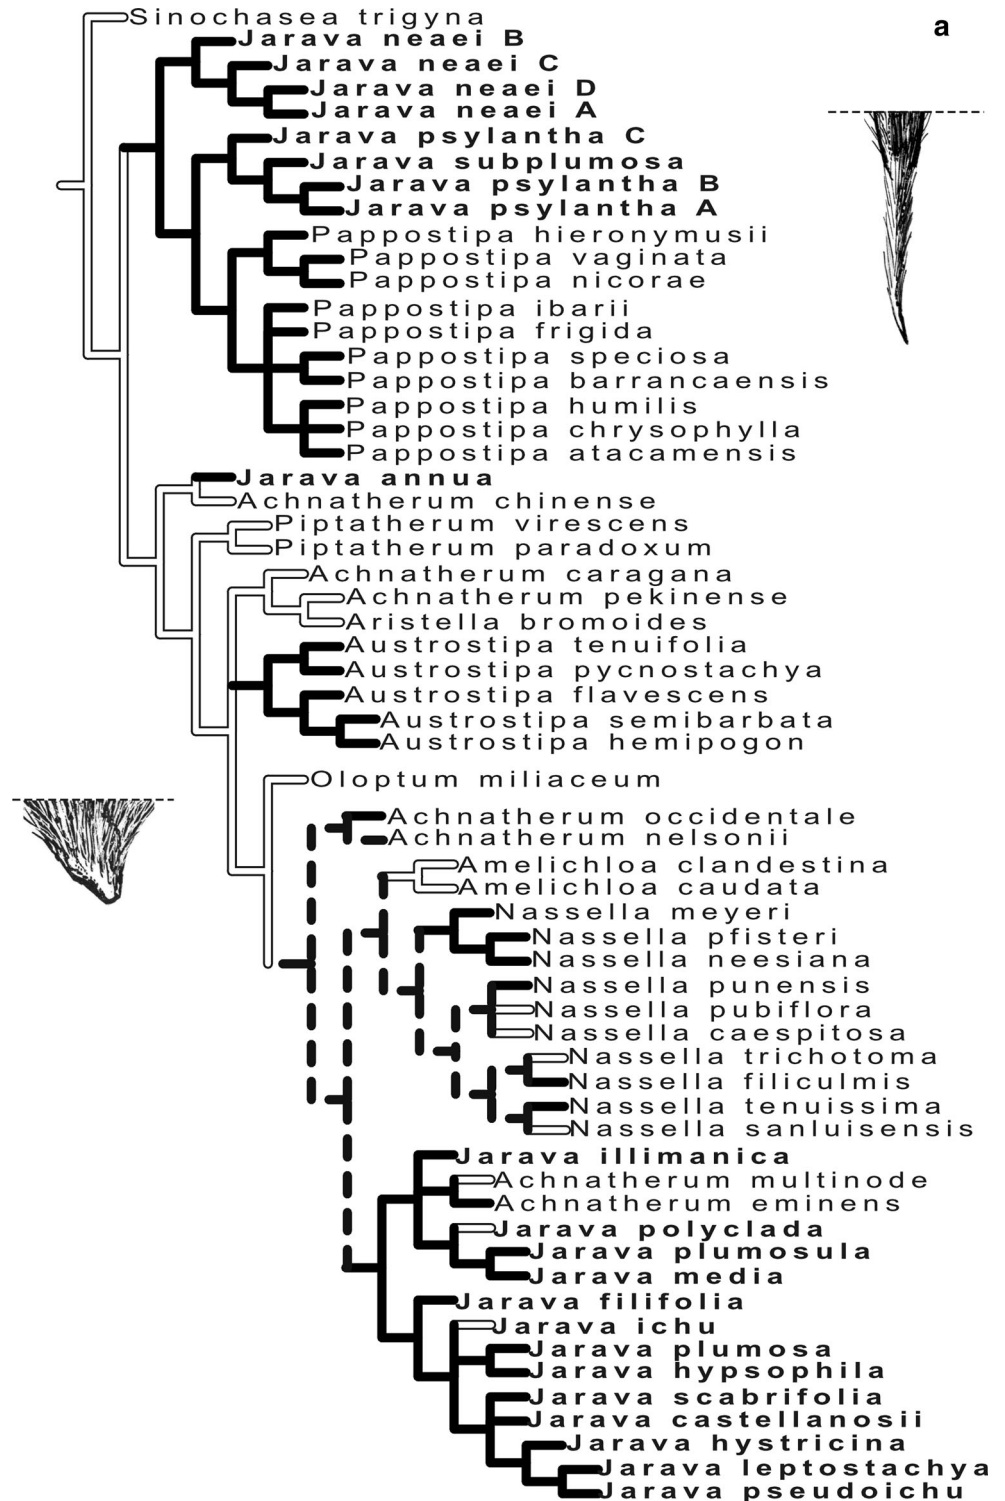 Sinochasea trigyna
a
Jarava neaei B
Jarava neaei C
Jarava neaei D
Jarava neaei A
Jarava psylantha C
Jarava subplumosa
Jarava psylantha B
Jarava psylantha A
Pappostipa hieronymusii
Pappostipa vaginata
Pappostipa nicorae
Pappostipa ibarii
Pappostipa frigida
Pappostipa speciosa
Pappostipa barrancaensis
Pappostipa humilis
Pappostipa chrysophylla
Pappostipa atacamensis
Jarava annua
Achnatherum chinense
Piptatherum virescens
Piptatherum paradoxum
Achnatherum caragana
Achnatherum pekinense
Aristella bromoides
Austrostipa tenuifolia
Austrostipa pycnostachya
Austrostipa flavescens
Austrostipa semibarbata
Austrostipa hemipogon
Oloptum miliaceum
Achnatherum occidentale
Achnatherum nelsonii
Amelichloa clandestina
Amelichloa caudata
Nassella meyeri
Nassella pfisteri
Nassella neesiana
Nassella punensis
Nassella pubiflora
Nassella caespitosa
Nassella trichotoma
Nassella filiculmis
Nassella tenuissima
Nassella sanluisensis
Jarava illimanica
Achnatherum multinode
Achnatherum eminens
Jarava polyclada
Jarava plumosula
Jarava media
Jarava filifolia
Jarava ichu
Jarava plumosa
Jarava hypsophila
Jarava scabrifolia
Jarava castellanosii
Jarava hystricina
Jarava leptostachya
Jarava pseudoichu